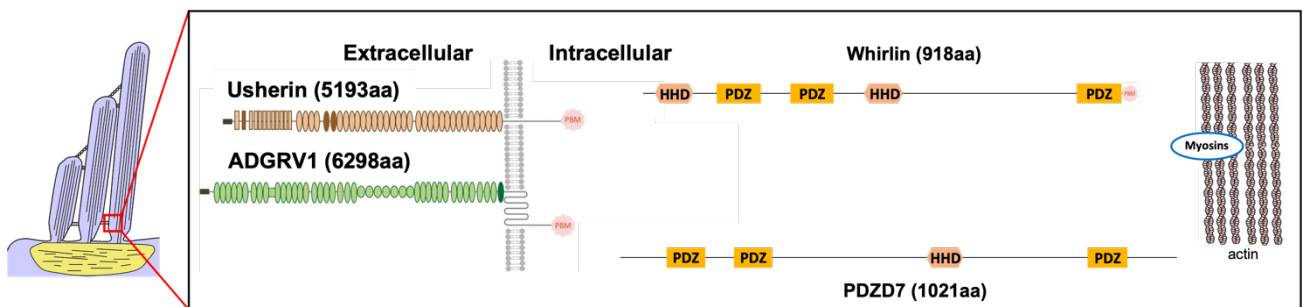 Extracellular
Intracellular
Whirlin (918aa)
Usherin (5193aa)
HHD
PDZ
PDZ
HHD
PDZ
PBM
PBM
ADGRV1 (6298aa)
Myosins
PBM
PDZ
PDZ
HHD
PDZ
actin
PDZD7 (1021aa)